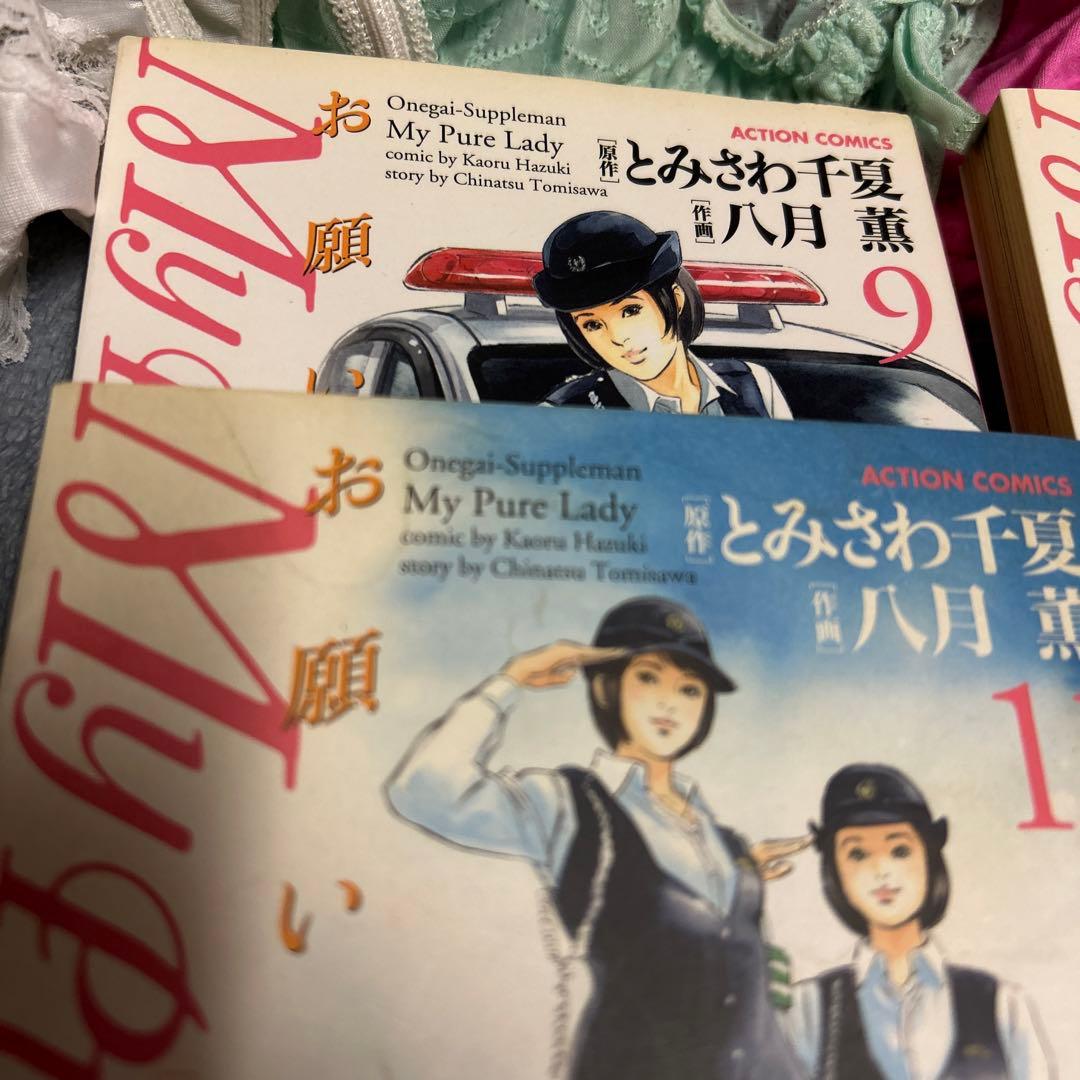 My Pure
お願い
Onegai-Suppleman
My Pure Lady
comic by Kaoru Hazuki
story by Chinatsu Tomisawa
ACTION COMICS
[原作]とみさわ千夏
[作画]八月 薫
9
My Pure
お願い
Onegai-Suppleman
My Pure Lady
comic by Kaoru Hazuki
story by Chinatsu Tomisawa
ACTION COMICS
[原作]とみさわ千夏
[作画]八月 薫